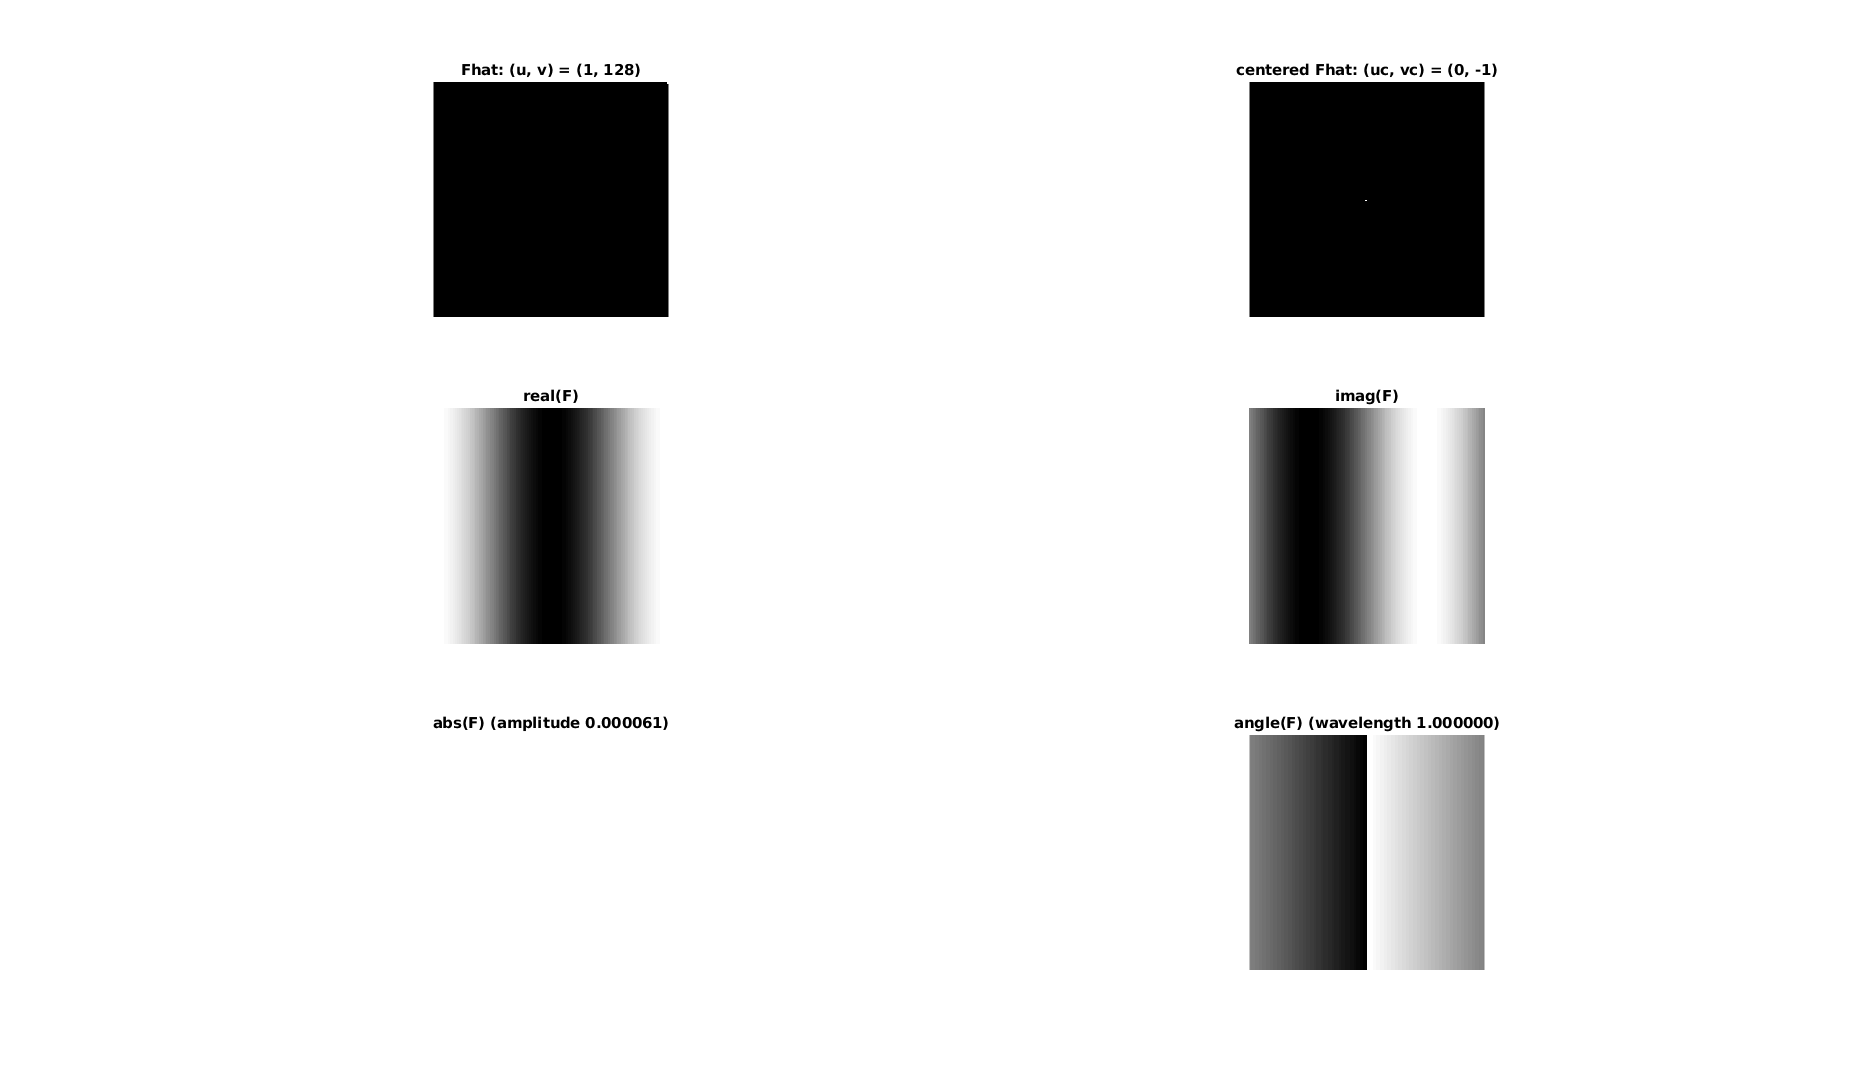 Fhat: (u, v) = (1, 128)
centered Fhat: (uc, vc) = (0, -1)
real(F)
imag(F)
abs(F) (amplitude 0.000061)
angle(F) (wavelength 1.000000)